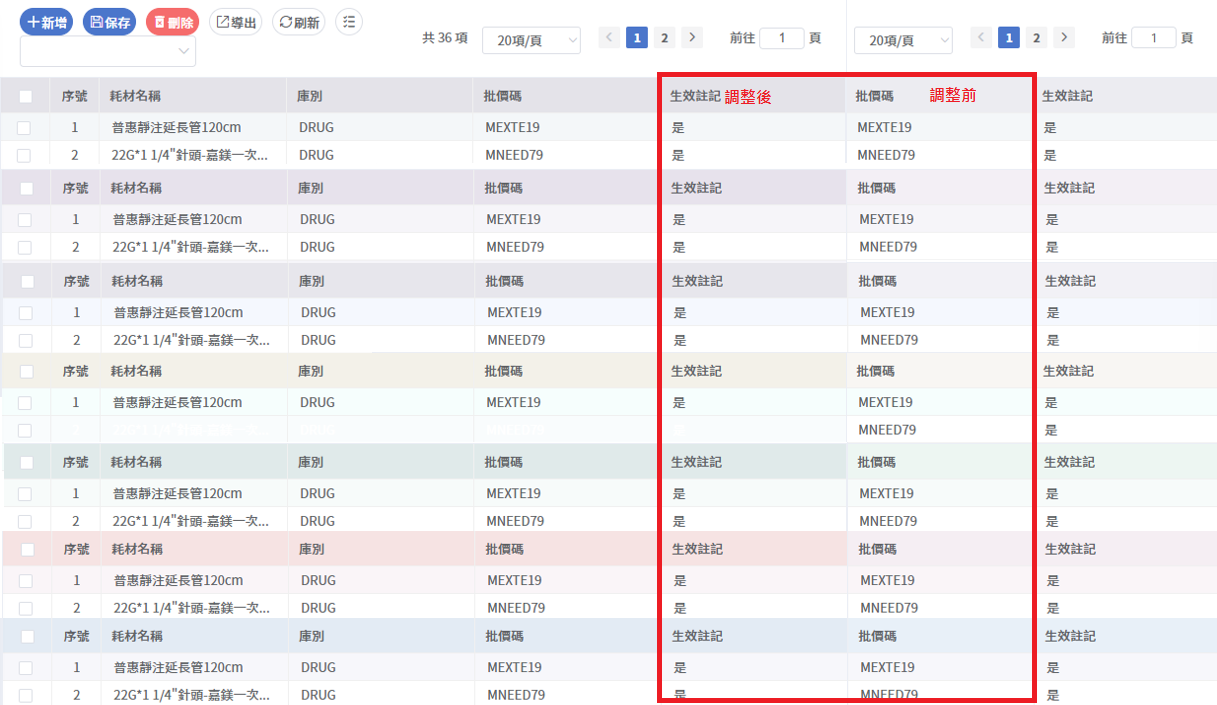 新增 保存 刪除 導出 刷新
共 36 項 20項/頁 1 2 前往 1 頁 20項/頁 1 2 前往 1 頁
序號 耗材名稱 庫別 批價碼 生效註記 調整後 批價碼 調整前 生效註記
1 普惠靜注延長管120cm DRUG MEXTE19 是 MEXTE19 是
2 22G*1 1/4"針頭-嘉鎂一次... DRUG MNEED79 是 MNEED79 是
序號 耗材名稱 庫別 批價碼 生效註記 批價碼 生效註記
1 普惠靜注延長管120cm DRUG MEXTE19 是 MEXTE19 是
2 22G*1 1/4"針頭-嘉鎂一次... DRUG MNEED79 是 MNEED79 是
序號 耗材名稱 庫別 批價碼 生效註記 批價碼 生效註記
1 普惠靜注延長管120cm DRUG MEXTE19 是 MEXTE19 是
2 22G*1 1/4"針頭-嘉鎂一次... DRUG MNEED79 是 MNEED79 是
序號 耗材名稱 庫別 批價碼 生效註記 批價碼 生效註記
1 普惠靜注延長管120cm DRUG MEXTE19 是 MEXTE19 是
MNEED79 是
序號 耗材名稱 庫別 批價碼 生效註記 批價碼 生效註記
1 普惠靜注延長管120cm DRUG MEXTE19 是 MEXTE19 是
2 22G*1 1/4"針頭-嘉鎂一次... DRUG MNEED79 是 MNEED79 是
序號 耗材名稱 庫別 批價碼 生效註記 批價碼 生效註記
1 普惠靜注延長管120cm DRUG MEXTE19 是 MEXTE19 是
2 22G*1 1/4"針頭-嘉鎂一次... DRUG MNEED79 是 MNEED79 是
序號 耗材名稱 庫別 批價碼 生效註記 批價碼 生效註記
1 普惠靜注延長管120cm DRUG MEXTE19 是 MEXTE19 是
2 22G*1 1/4"針頭-嘉鎂一次... DRUG MNEED79 是 MNEED79 是